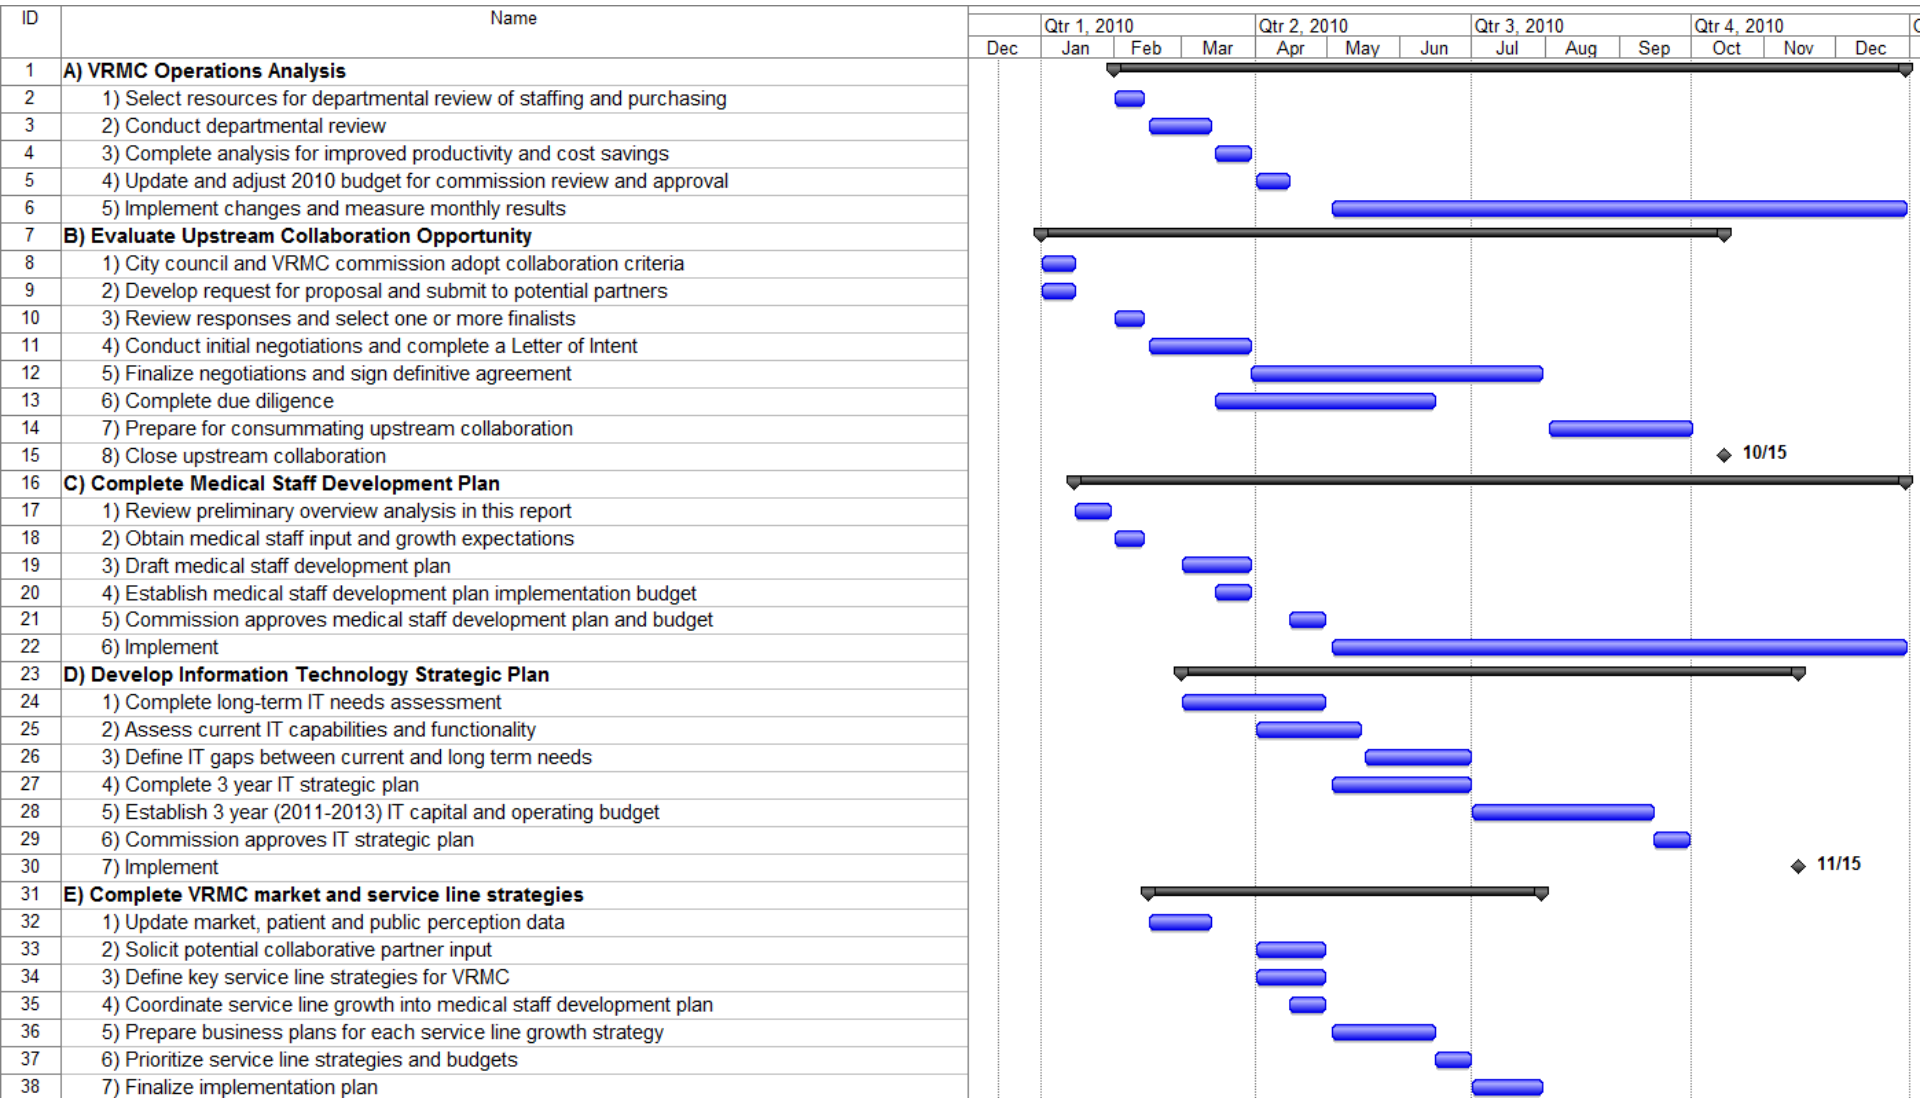 ID Name Qtr 1, 2010 Qtr 2, 2010 Qtr 3, 2010 Qtr 4, 2010
Dec Jan Feb Mar Apr May Jun Jul Aug Sep Oct Nov Dec
1 A) VRMC Operations Analysis
2 1) Select resources for departmental review of staffing and purchasing
3 2) Conduct departmental review
4 3) Complete analysis for improved productivity and cost savings
5 4) Update and adjust 2010 budget for commission review and approval
6 5) Implement changes and measure monthly results
7 B) Evaluate Upstream Collaboration Opportunity
8 1) City council and VRMC commission adopt collaboration criteria
9 2) Develop request for proposal and submit to potential partners
10 3) Review responses and select one or more finalists
11 4) Conduct initial negotiations and complete a Letter of Intent
12 5) Finalize negotiations and sign definitive agreement
13 6) Complete due diligence
14 7) Prepare for consummating upstream collaboration
15 8) Close upstream collaboration 10/15
16 C) Complete Medical Staff Development Plan
17 1) Review preliminary overview analysis in this report
18 2) Obtain medical staff input and growth expectations
19 3) Draft medical staff development plan
20 4) Establish medical staff development plan implementation budget
21 5) Commission approves medical staff development plan and budget
22 6) Implement
23 D) Develop Information Technology Strategic Plan
24 1) Complete long-term IT needs assessment
25 2) Assess current IT capabilities and functionality
26 3) Define IT gaps between current and long term needs
27 4) Complete 3 year IT strategic plan
28 5) Establish 3 year (2011-2013) IT capital and operating budget
29 6) Commission approves IT strategic plan
30 7) Implement 11/15
31 E) Complete VRMC market and service line strategies
32 1) Update market, patient and public perception data
33 2) Solicit potential collaborative partner input
34 3) Define key service line strategies for VRMC
35 4) Coordinate service line growth into medical staff development plan
36 5) Prepare business plans for each service line growth strategy
37 6) Prioritize service line strategies and budgets
38 7) Finalize implementation plan